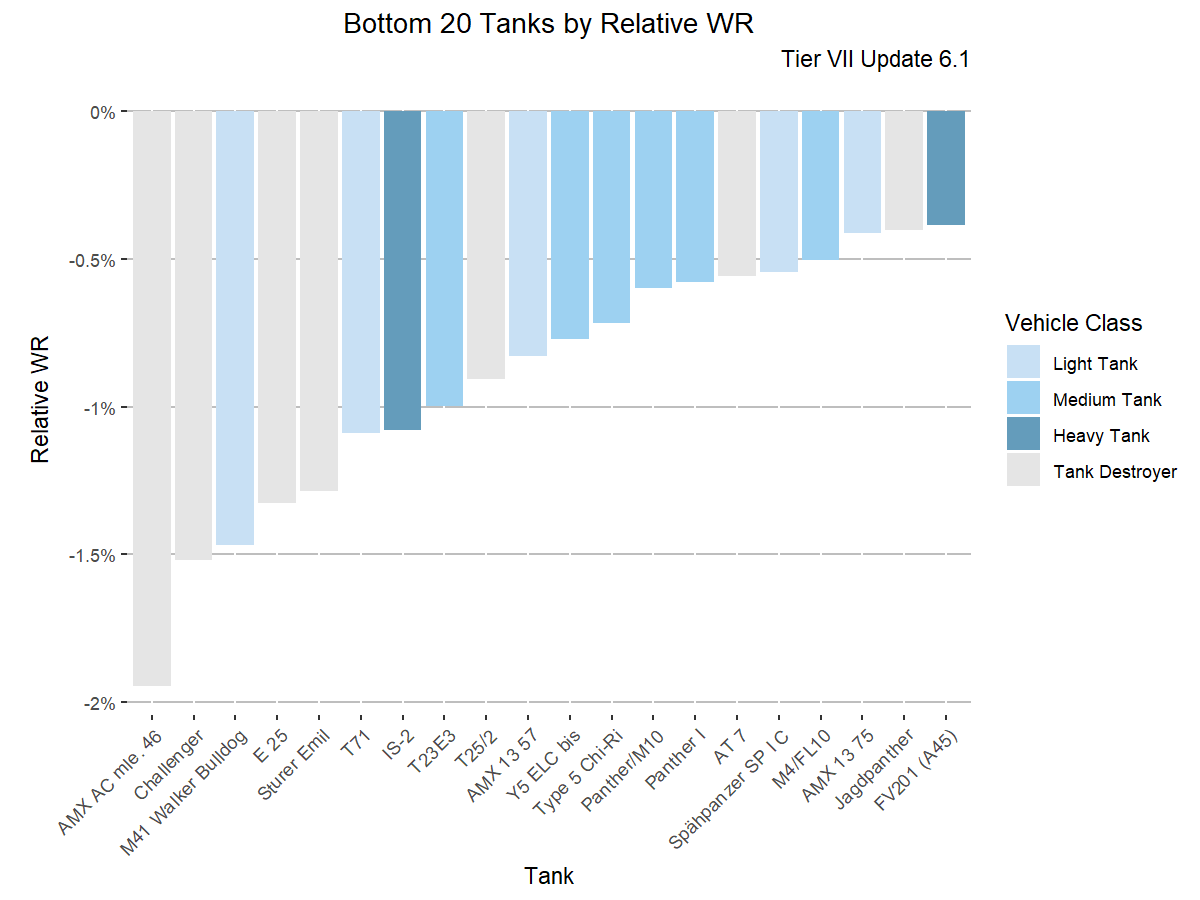 Bottom 20 Tanks by Relative WR
Tier VII Update 6.1
0%
-0.5%
-1%
-1.5%
-2%
Relative WR
AMX AC mle. 46
Challenger
M41 Walker Bulldog
E 25
Sturer Emil
T71
IS-2
T23E3
T25/2
AMX 13 57
Y5 ELC bis
Type 5 Chi-Ri
Panther/M10
Panther I
AT 7
Spähpanzer SP I C
M4/FL10
AMX 13 75
Jagdpanther
FV201 (A45)
Tank
Vehicle Class
Light Tank
Medium Tank
Heavy Tank
Tank Destroyer